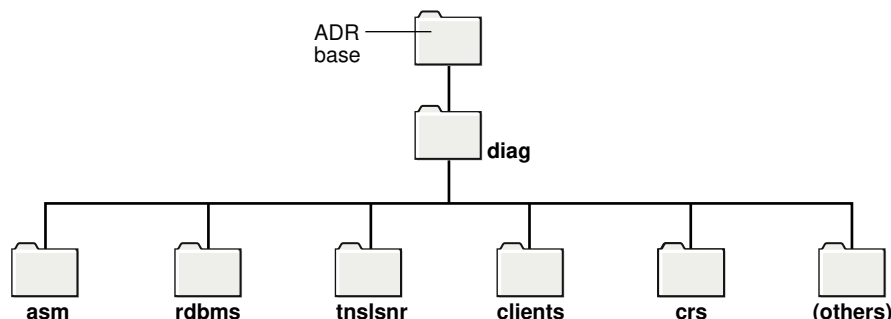 ADR
base
diag
asm
rdbms
tnslsnr
clients
crs
(others)